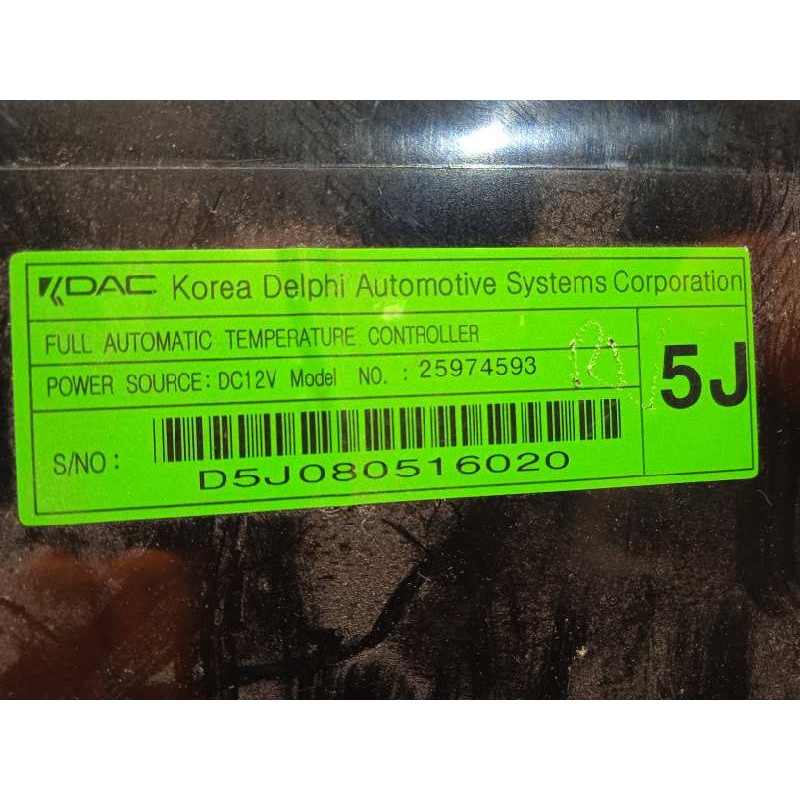 KDAC Korea Delphi Automotive Systems Corporation
FULL AUTOMATIC TEMPERATURE CONTROLLER
POWER SOURCE: DC12V Model NO. : 25974593
5J
S/NO :
D5J080516020